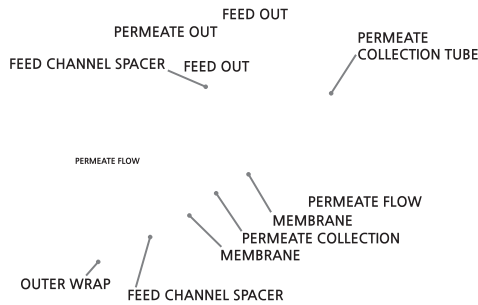 FEED OUT
PERMEATE OUT
PERMEATE
COLLECTION TUBE
FEED CHANNEL SPACER
FEED OUT
PERMEATE FLOW
PERMEATE FLOW
MEMBRANE
PERMEATE COLLECTION
MEMBRANE
OUTER WRAP
FEED CHANNEL SPACER